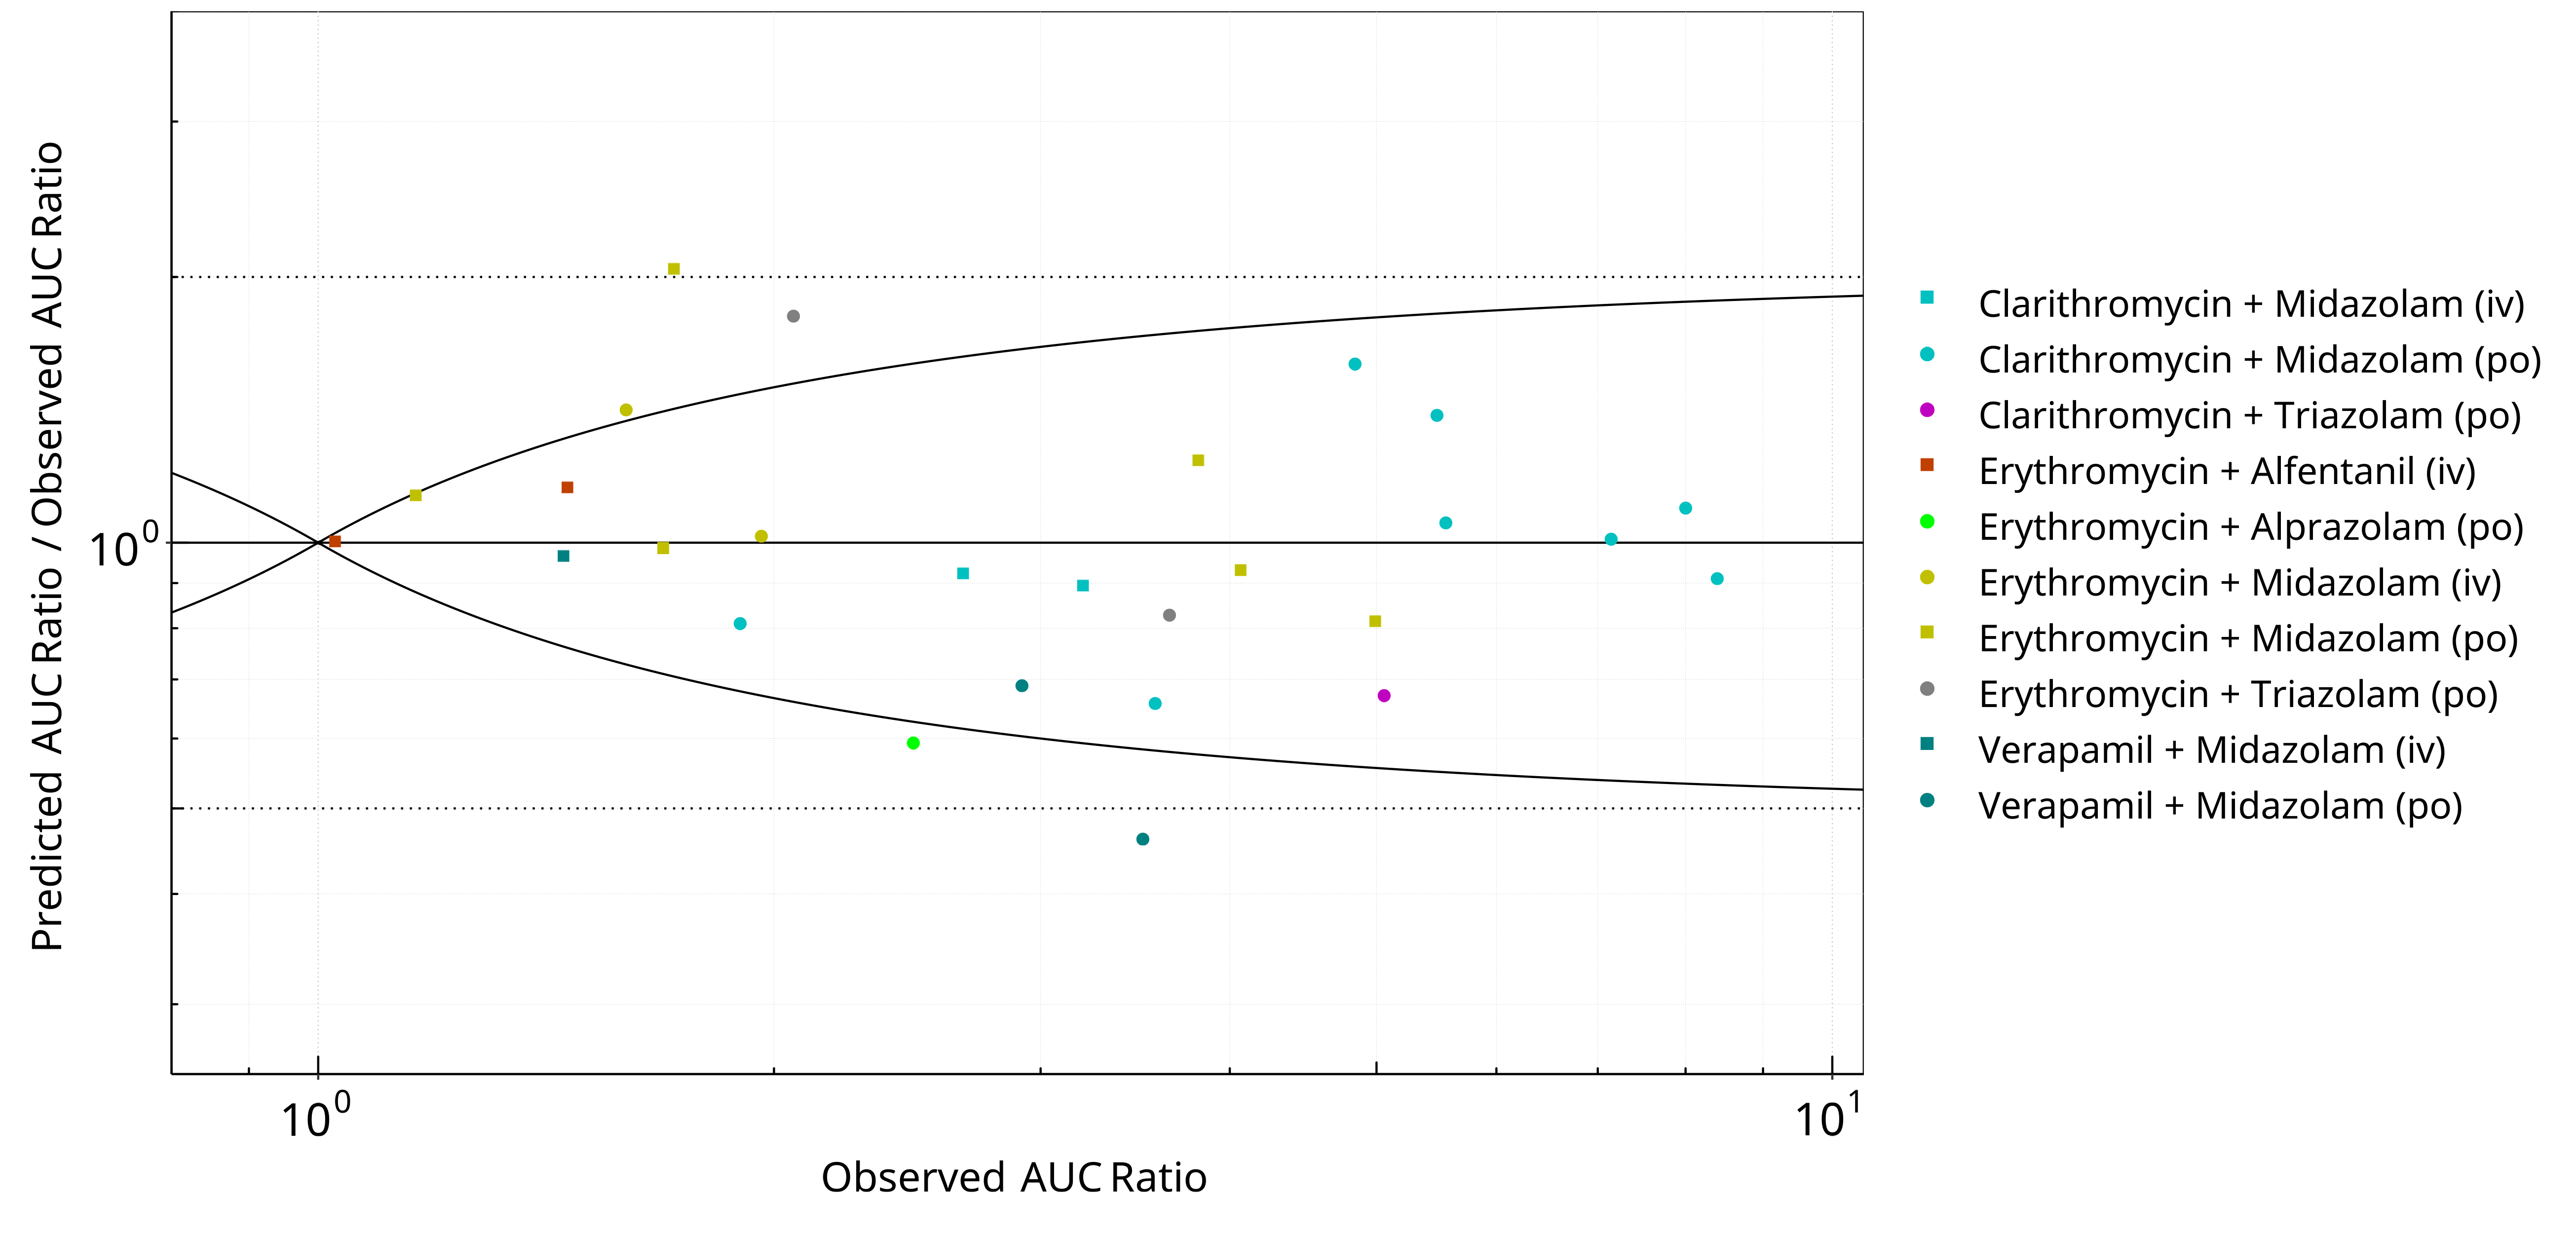 Predicted AUC Ratio / Observed AUC Ratio
10⁰
10⁰
10¹
Observed AUC Ratio
Clarithromycin + Midazolam (iv)
Clarithromycin + Midazolam (po)
Clarithromycin + Triazolam (po)
Erythromycin + Alfentanil (iv)
Erythromycin + Alprazolam (po)
Erythromycin + Midazolam (iv)
Erythromycin + Midazolam (po)
Erythromycin + Triazolam (po)
Verapamil + Midazolam (iv)
Verapamil + Midazolam (po)